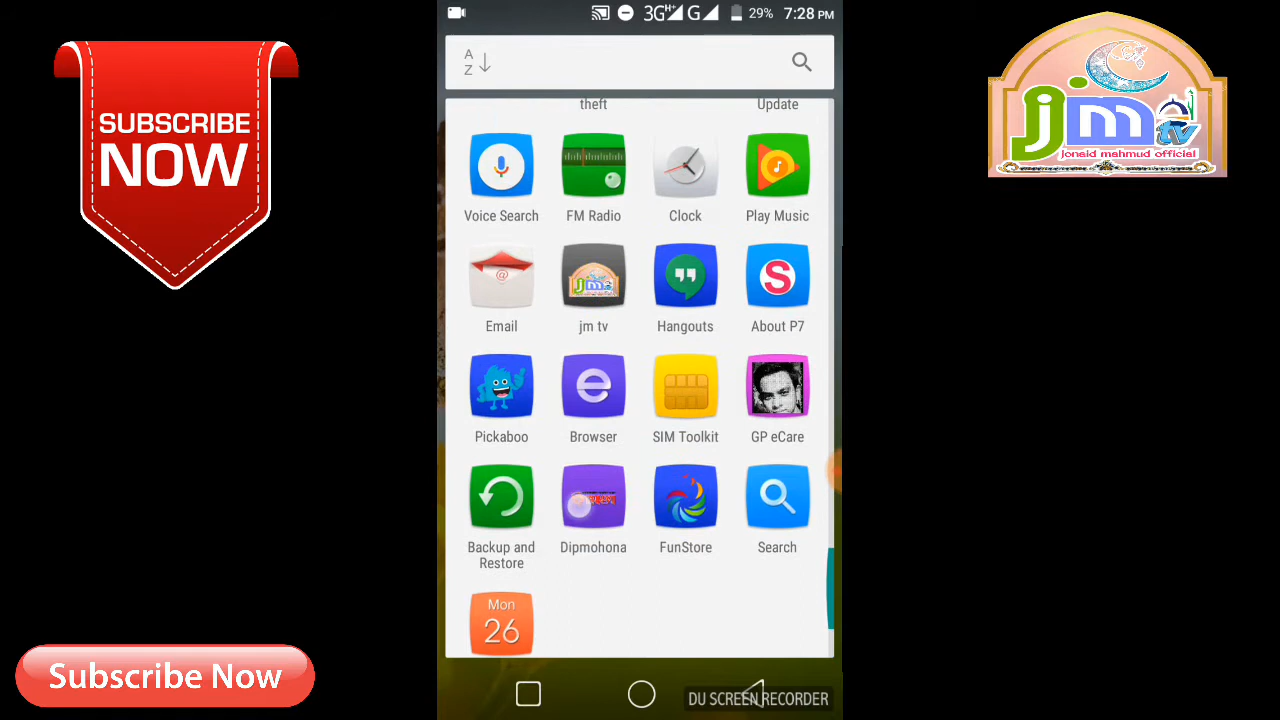 SUBSCRIBE
NOW
Subscribe Now
3G
H+
G
29%
7:28 PM
A
Z
theft
Update
Voice Search
FM Radio
Clock
Play Music
@
jm
S
Email
jm tv
Hangouts
About P7
e
Pickaboo
Browser
SIM Toolkit
GP eCare
Backup and
Restore
Dipmohona
FunStore
Search
Mon
26
DU SCREEN RECORDER
jm tv
jonaid mahmud official